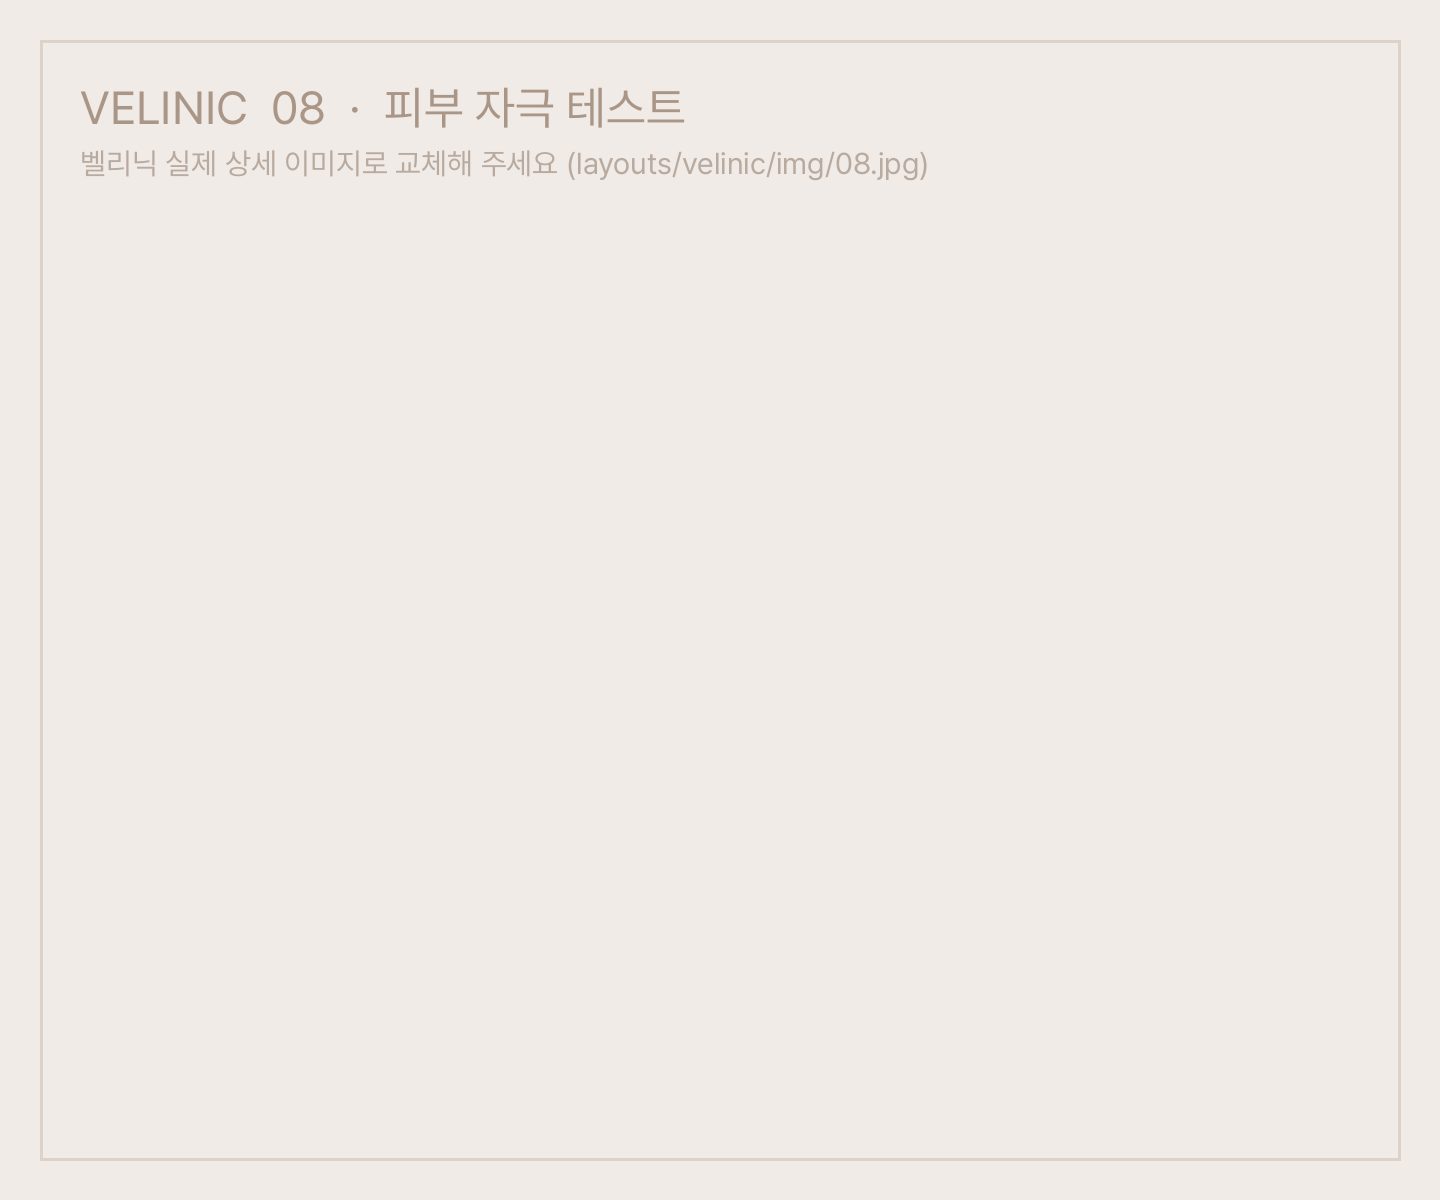 VELINIC 08 · 피부 자극 테스트
벨리닉 실제 상세 이미지로 교체해 주세요 (layouts/velinic/img/08.jpg)